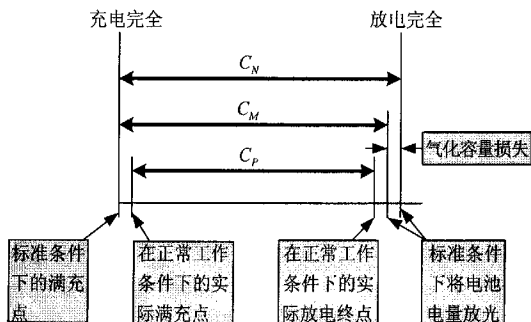 充电完全
放电完全
C_N
C_M
C_P
气化容量损失
标准条件
下的满充
点
在正常工作
条件下的实
际满充点
在正常工作
条件下的实
际放电终点
标准条件
下将电池
电量放光